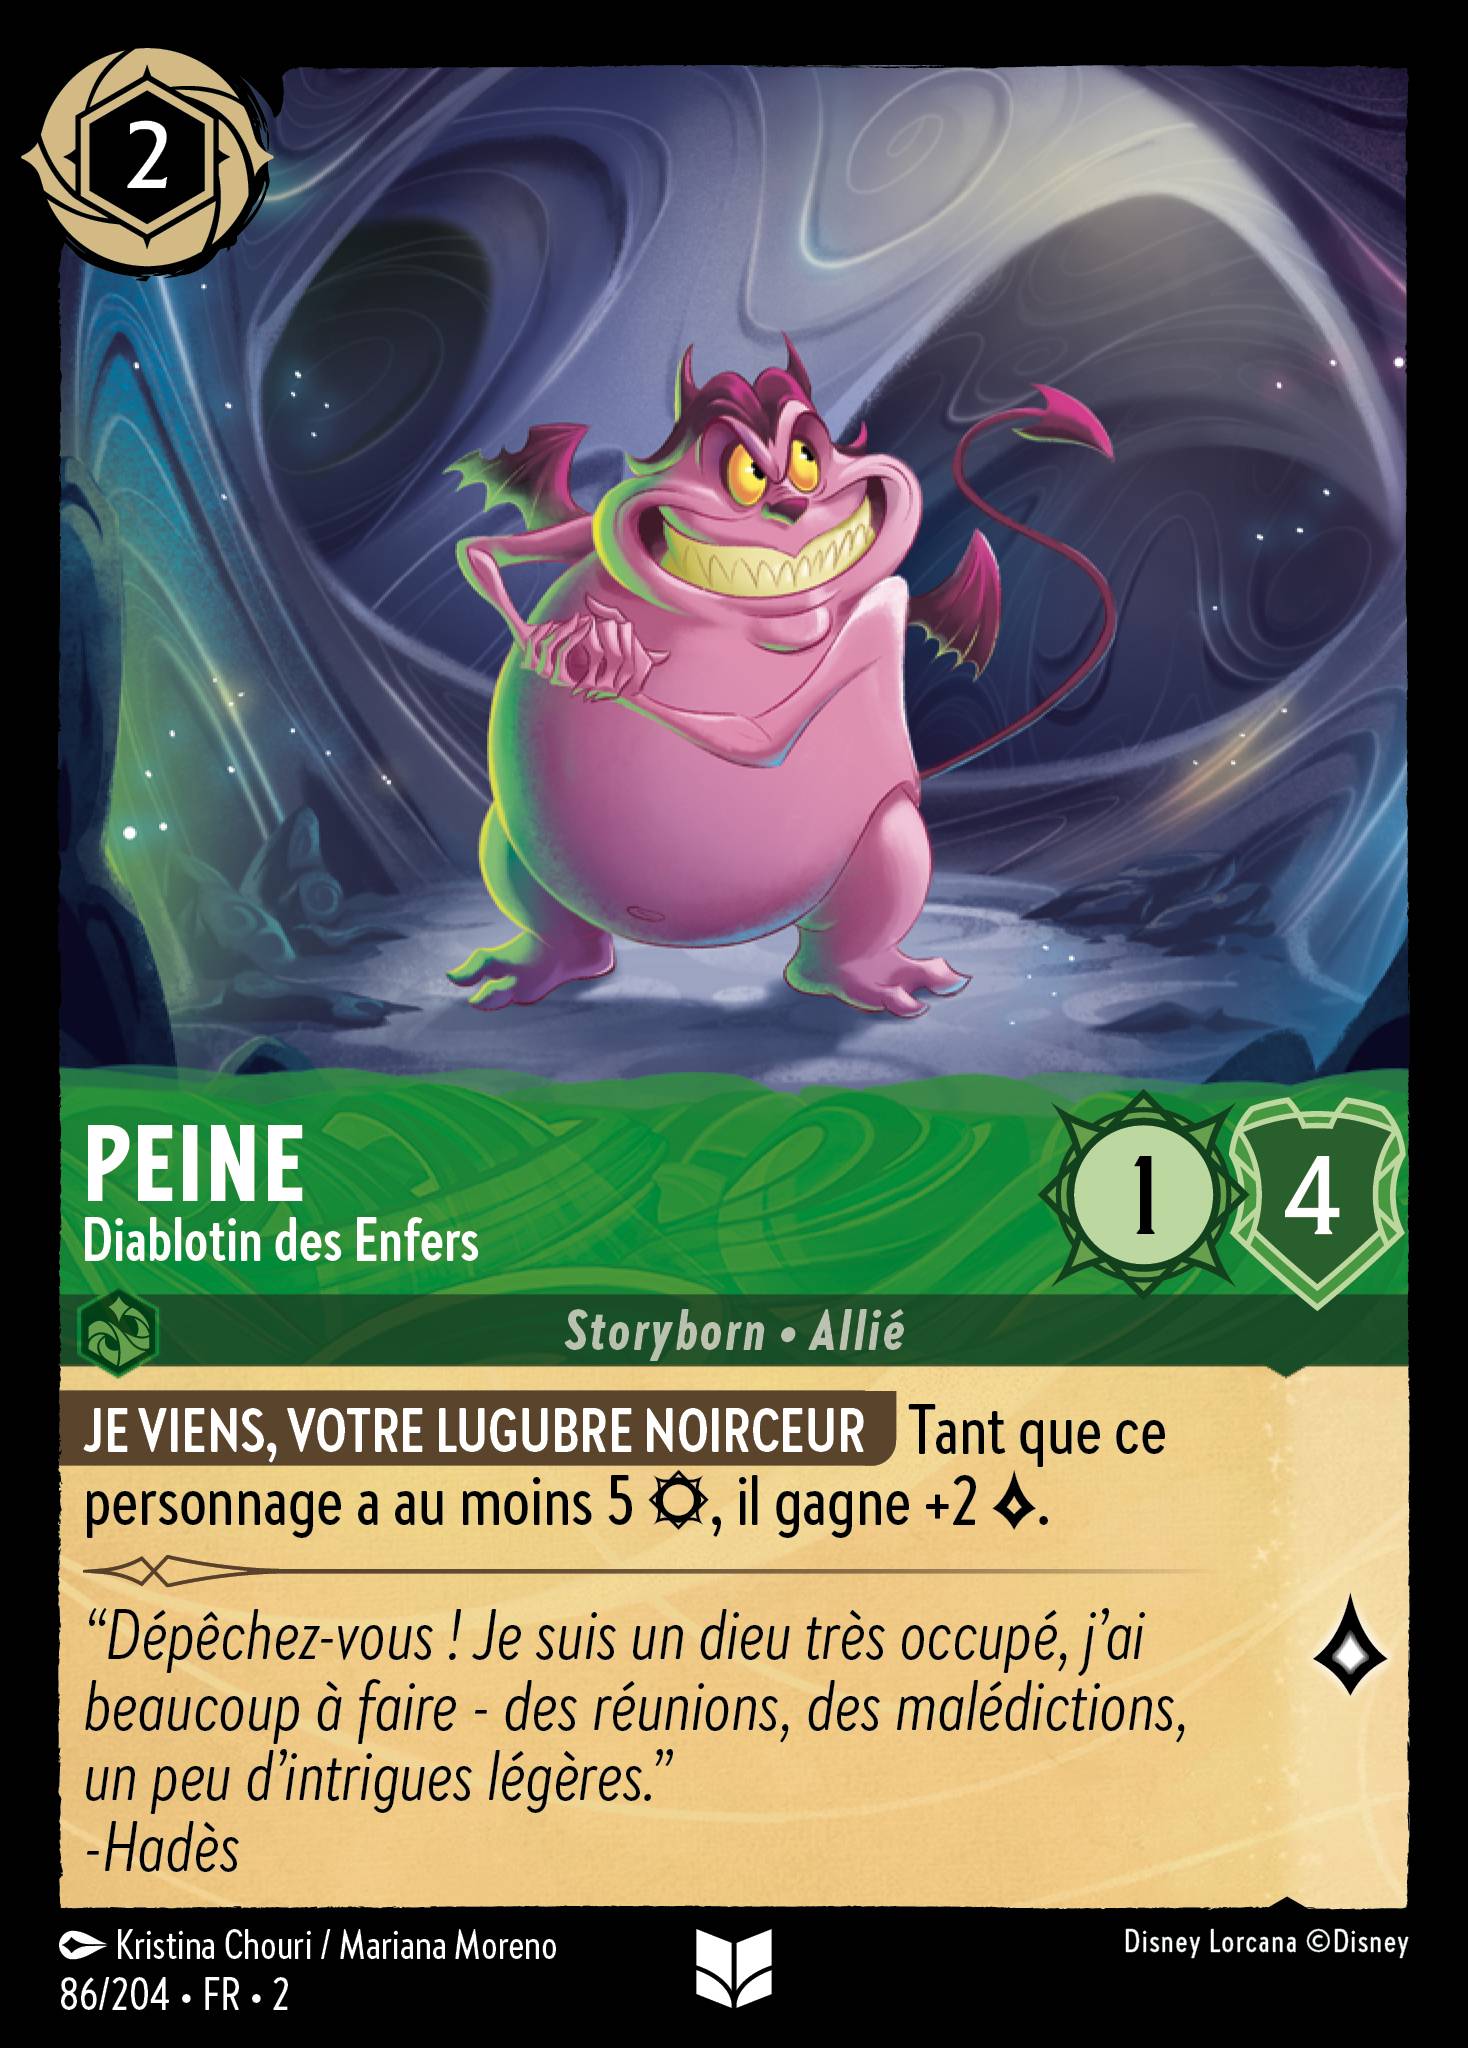 2
PEINE
Diablotin des Enfers
1
4
Storyborn • Allié
JE VIENS, VOTRE LUGUBRE NOIRCEUR Tant que ce
personnage a au moins 5 , il gagne +2 .
“Dépêchez-vous ! Je suis un dieu très occupé, j’ai
beaucoup à faire - des réunions, des malédictions,
un peu d’intrigues légères.”
-Hadès
Kristina Chouri / Mariana Moreno
Disney Lorcana ©Disney
86/204 • FR • 2